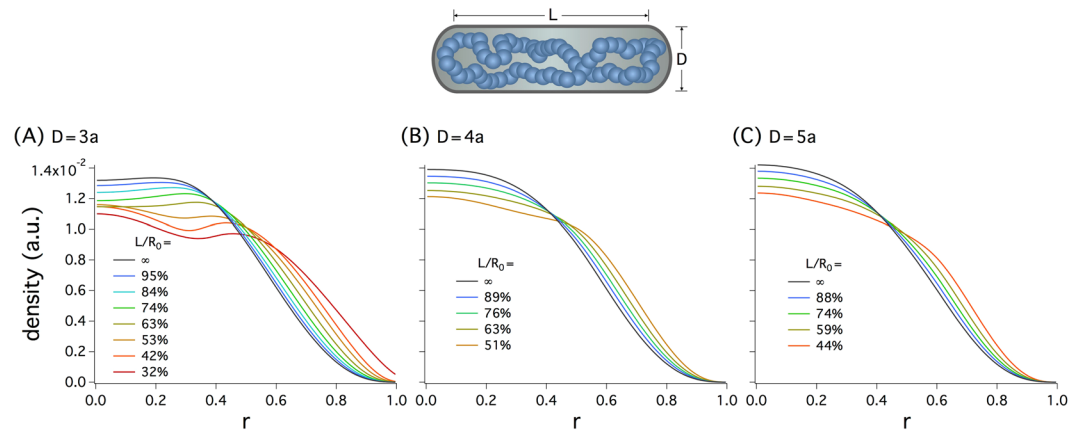 L
D
(A) D=3a
(B) D=4a
(C) D=5a
density (a.u.)
1.4x10⁻²
1.2
1.0
0.8
0.6
0.4
0.2
0.0
L/R₀=
∞
95%
84%
74%
63%
53%
42%
32%
0.0 0.2 0.4 0.6 0.8 1.0
r
L/R₀=
∞
89%
76%
63%
51%
0.0 0.2 0.4 0.6 0.8 1.0
r
L/R₀=
∞
88%
74%
59%
44%
0.0 0.2 0.4 0.6 0.8 1.0
r